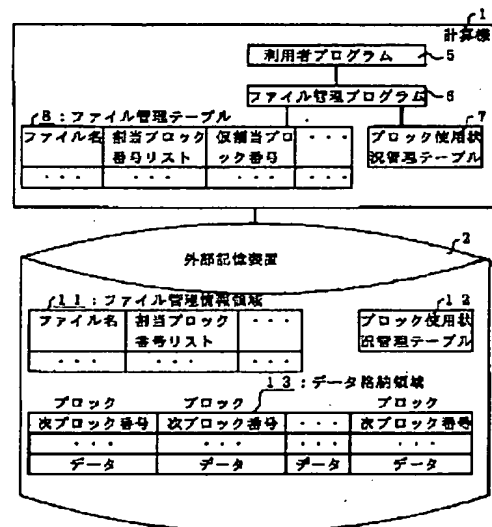 1
計算機
利用者プログラム 5
ファイル管理プログラム 6
8:ファイル管理テーブル 7
ファイル名 割当ブロック番号リスト 仮割当ブロック番号 ・・・
・・・ ・・・ ・・・
ブロック使用状況管理テーブル
外部記憶装置 2
11:ファイル管理情報領域 12
ファイル名 割当ブロック番号リスト ・・・
・・・ ・・・
ブロック使用状況管理テーブル
13:データ格納領域
ブロック ブロック ブロック
次ブロック番号 次ブロック番号 ・・・ 次ブロック番号
・・・ ・・・ ・・・
データ データ データ データ